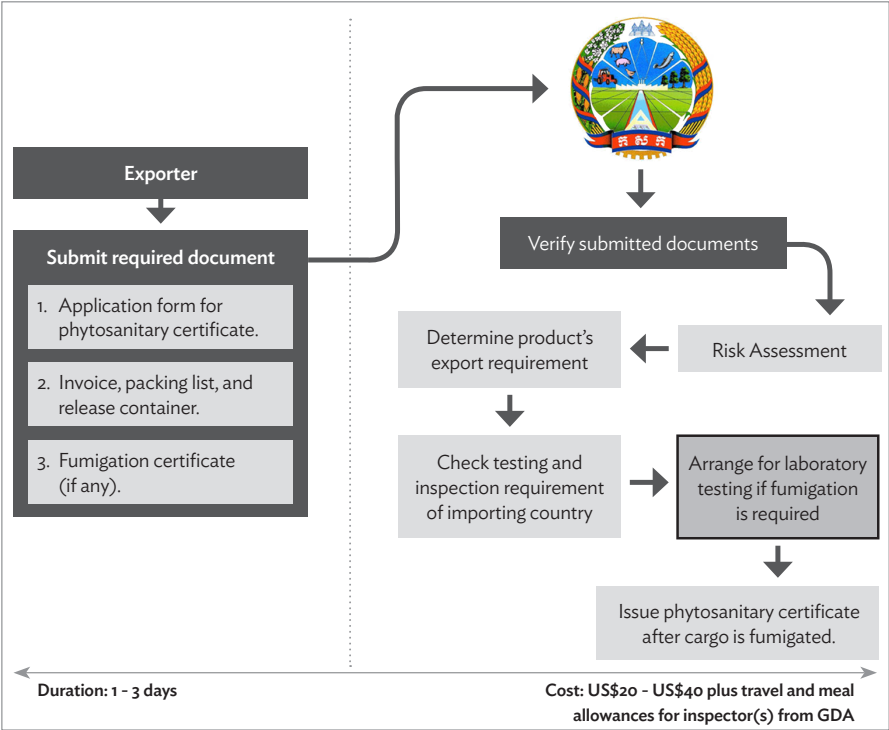 Exporter
Submit required document
1. Application form for
phytosanitary certificate.
2. Invoice, packing list, and
release container.
3. Fumigation certificate
(if any).
ក ស ក
Verify submitted documents
Risk Assessment
Determine product’s
export requirement
Check testing and
inspection requirement
of importing country
Arrange for laboratory
testing if fumigation
is required
Issue phytosanitary certificate
after cargo is fumigated.
Duration: 1 - 3 days
Cost: US$20 - US$40 plus travel and meal
allowances for inspector(s) from GDA